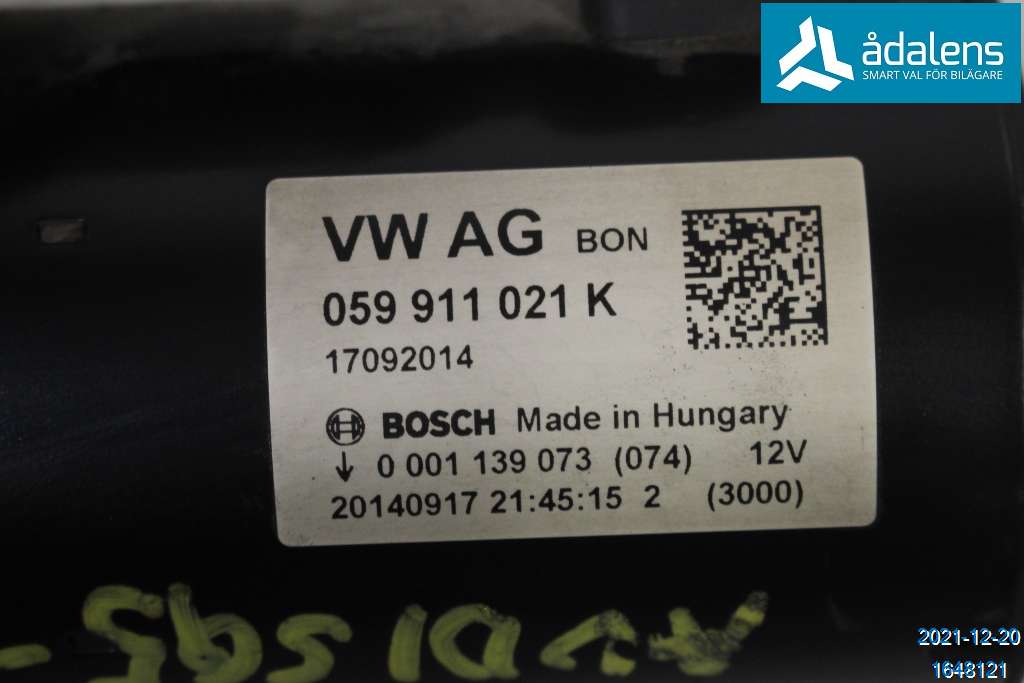 ådalens
SMART VAL FÖR BILÄGARE
VW AG BON
059 911 021 K
17092014
BOSCH Made in Hungary
0 001 139 073 (074) 12V
20140917 21:45:15 2 (3000)
2021-12-20
1648121